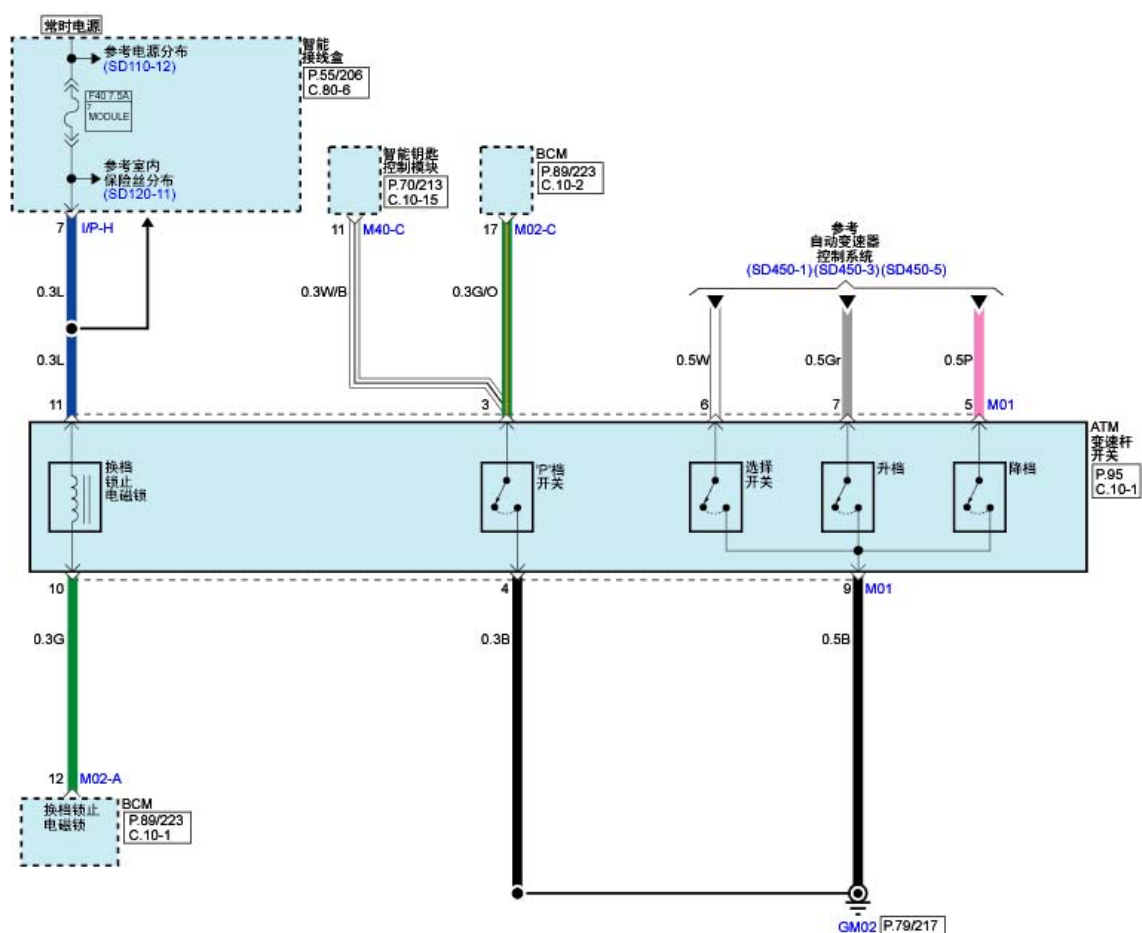 常时电源
参考电源分布
(SD110-12)
F40 7.5A
7
MODULE
参考室内
保险丝分布
(SD120-11)
智能
接线盒
P.55/206
C.80-6
7 I/P-H
0.3L
0.3L
智能钥匙
控制模块
P.70/213
C.10-15
11 M40-C
0.3W/B
BCM
P.89/223
C.10-2
17 M02-C
0.3G/O
参考
自动变速器
控制系统
(SD450-1)(SD450-3)(SD450-5)
0.5W
0.5Gr
0.5P
11
3
6
7
5 M01
换档
锁止
电磁锁
'P'档
开关
选择
开关
升档
降档
ATM
变速杆
开关
P.95
C.10-1
10
4
9 M01
0.3G
0.3B
0.5B
12 M02-A
换档锁止
电磁锁
BCM
P.89/223
C.10-1
GM02 P.79/217